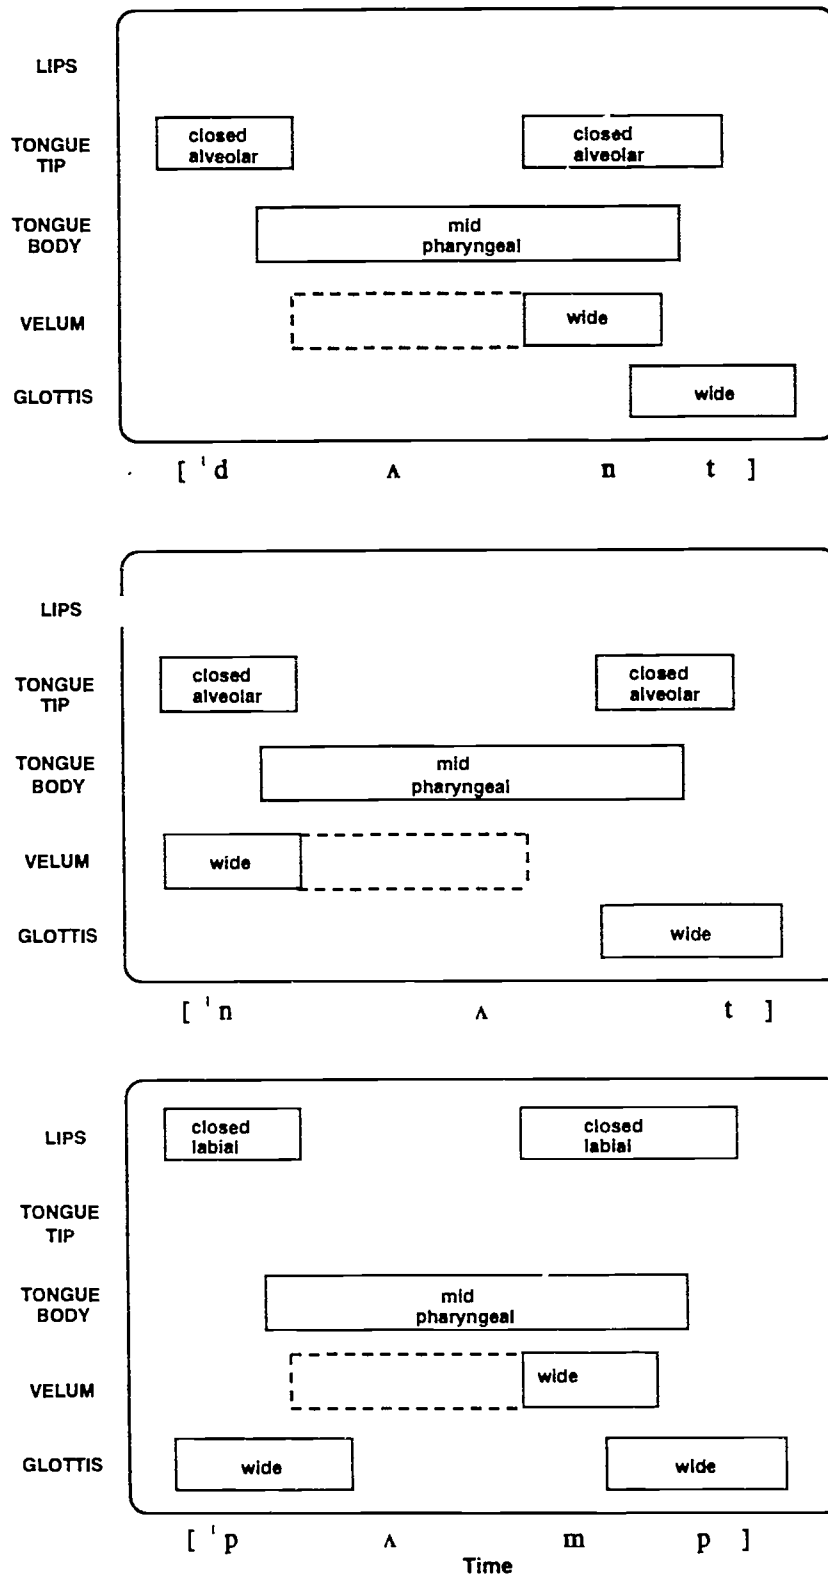 LIPS
TONGUE
TIP
closed
alveolar
closed
alveolar
TONGUE
BODY
mid
pharyngeal
VELUM
wide
GLOTTIS
wide
[ ˈd ʌ n t ]
LIPS
TONGUE
TIP
closed
alveolar
closed
alveolar
TONGUE
BODY
mid
pharyngeal
VELUM
wide
GLOTTIS
wide
[ ˈn ʌ t ]
LIPS
closed
labial
closed
labial
TONGUE
TIP
TONGUE
BODY
mid
pharyngeal
VELUM
wide
GLOTTIS
wide
wide
[ ˈp ʌ m p ]
Time